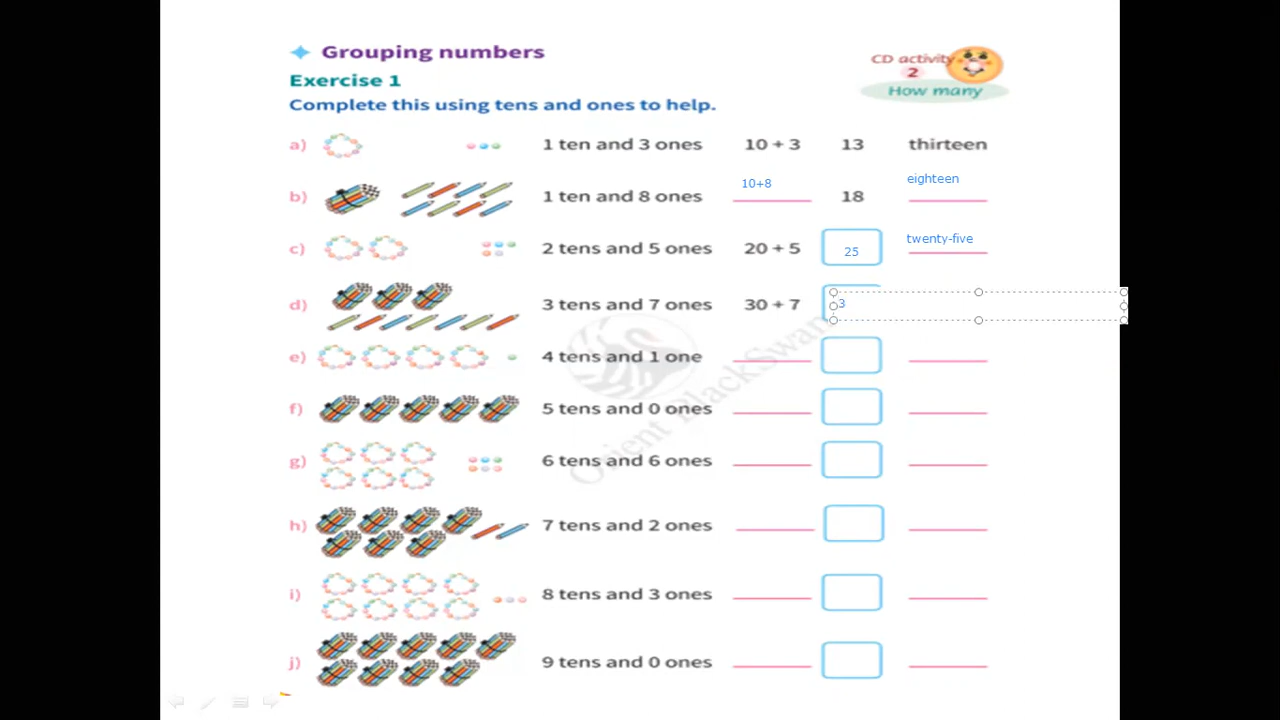 Grouping numbers
CD activity
2
How many
Exercise 1
Complete this using tens and ones to help.
a) 1 ten and 3 ones 10 + 3 13 thirteen
b) 1 ten and 8 ones 10+8 18 eighteen
c) 2 tens and 5 ones 20 + 5 25 twenty-five
d) 3 tens and 7 ones 30 + 7 3
e) 4 tens and 1 one
f) 5 tens and 0 ones
g) 6 tens and 6 ones
h) 7 tens and 2 ones
i) 8 tens and 3 ones
j) 9 tens and 0 ones
Orient BlackSwan